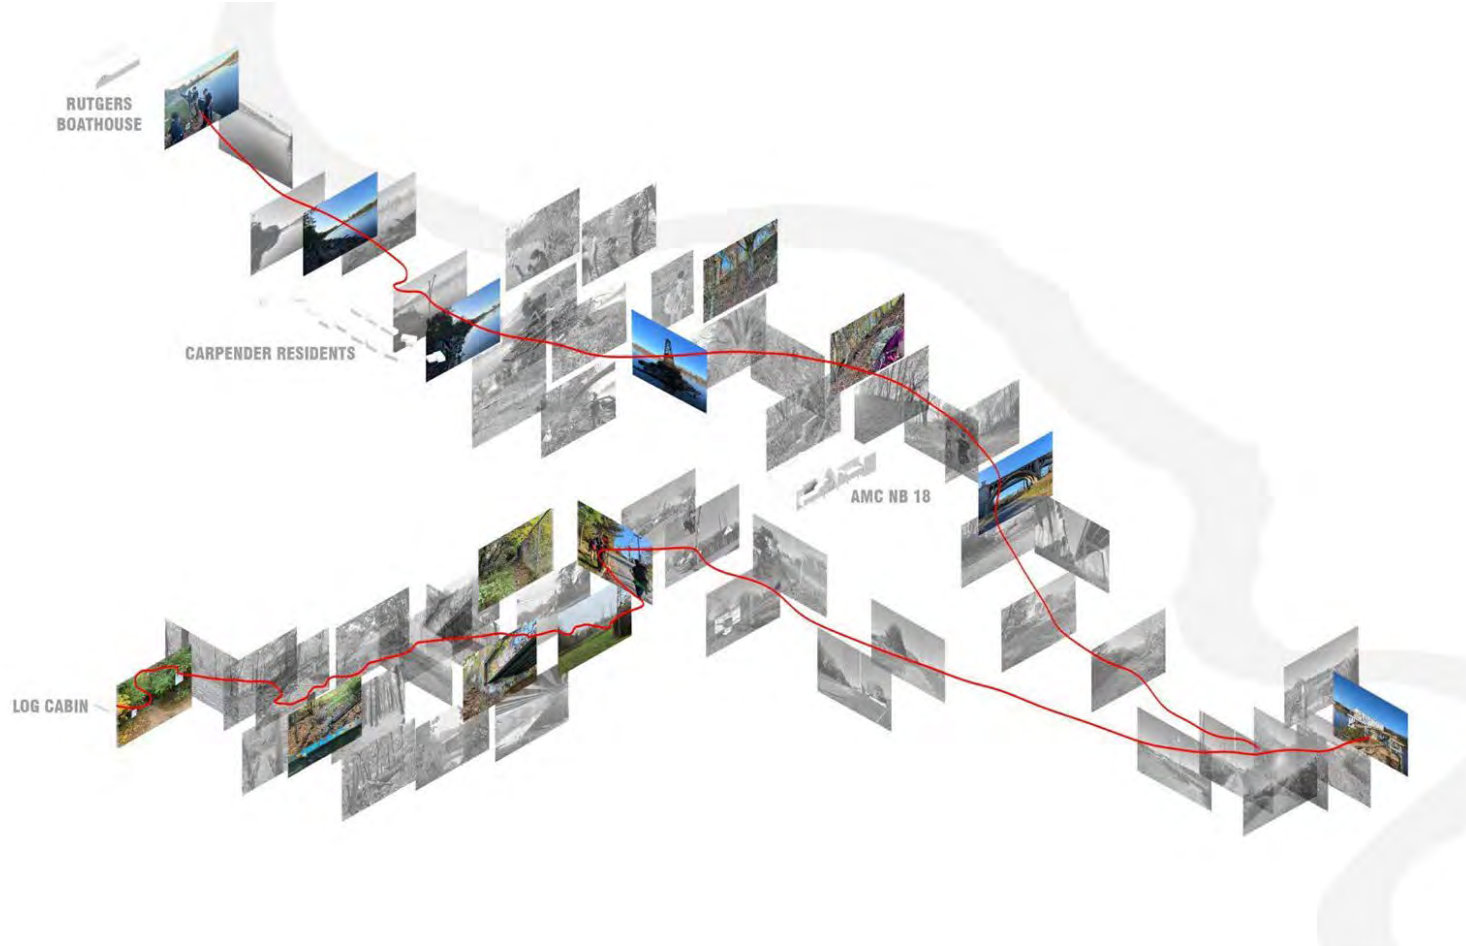 RUTGERS
BOATHOUSE
CARPENDER RESIDENTS
AMC NB 18
LOG CABIN